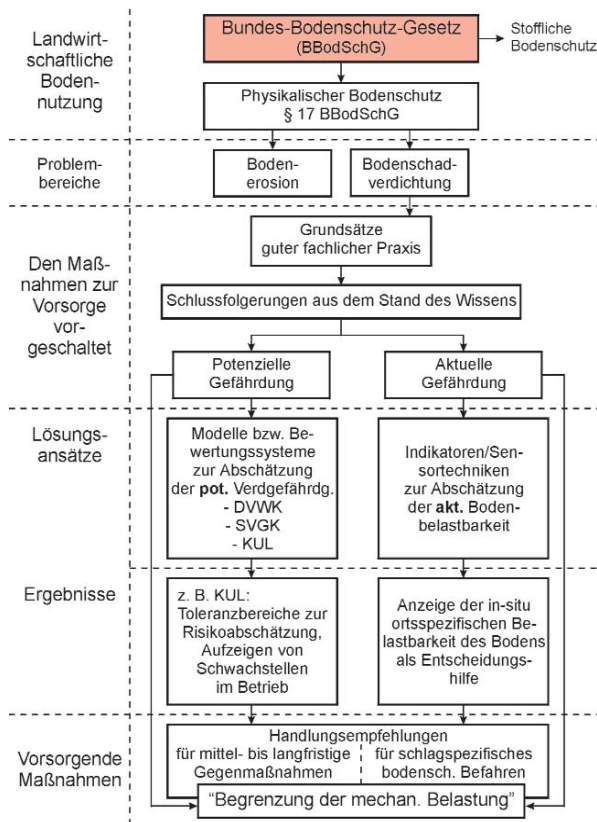 Landwirt-
schaftliche
Boden-
nutzung
Bundes-Bodenschutz-Gesetz
(BBodSchG)
Stoffliche
Bodenschutz
Physikalischer Bodenschutz
§ 17 BBodSchG
Problem-
bereiche
Boden-
erosion
Bodenschad-
verdichtung
Den Maß-
nahmen zur
Vorsorge
vor-
geschaltet
Grundsätze
guter fachlicher Praxis
Schlussfolgerungen aus dem Stand des Wissens
Potenzielle
Gefährdung
Aktuelle
Gefährdung
Lösungs-
ansätze
Modelle bzw. Be-
wertungssysteme
zur Abschätzung
der pot. Verdgefährdg.
- DVWK
- SVGK
- KUL
Indikatoren/Sen-
sortechniken
zur Abschätzung
der akt. Boden-
belastbarkeit
Ergebnisse
z. B. KUL:
Toleranzbereiche zur
Risikoabschätzung,
Aufzeigen von
Schwachstellen
im Betrieb
Anzeige der in-situ
ortsspezifischen Be-
lastbarkeit des Bodens
als Entscheidungs-
hilfe
Vorsorgende
Maßnahmen
Handlungsempfehlungen
für mittel- bis langfristige
Gegenmaßnahmen
für schlagspezifisches
bodensch. Befahren
"Begrenzung der mechan. Belastung"